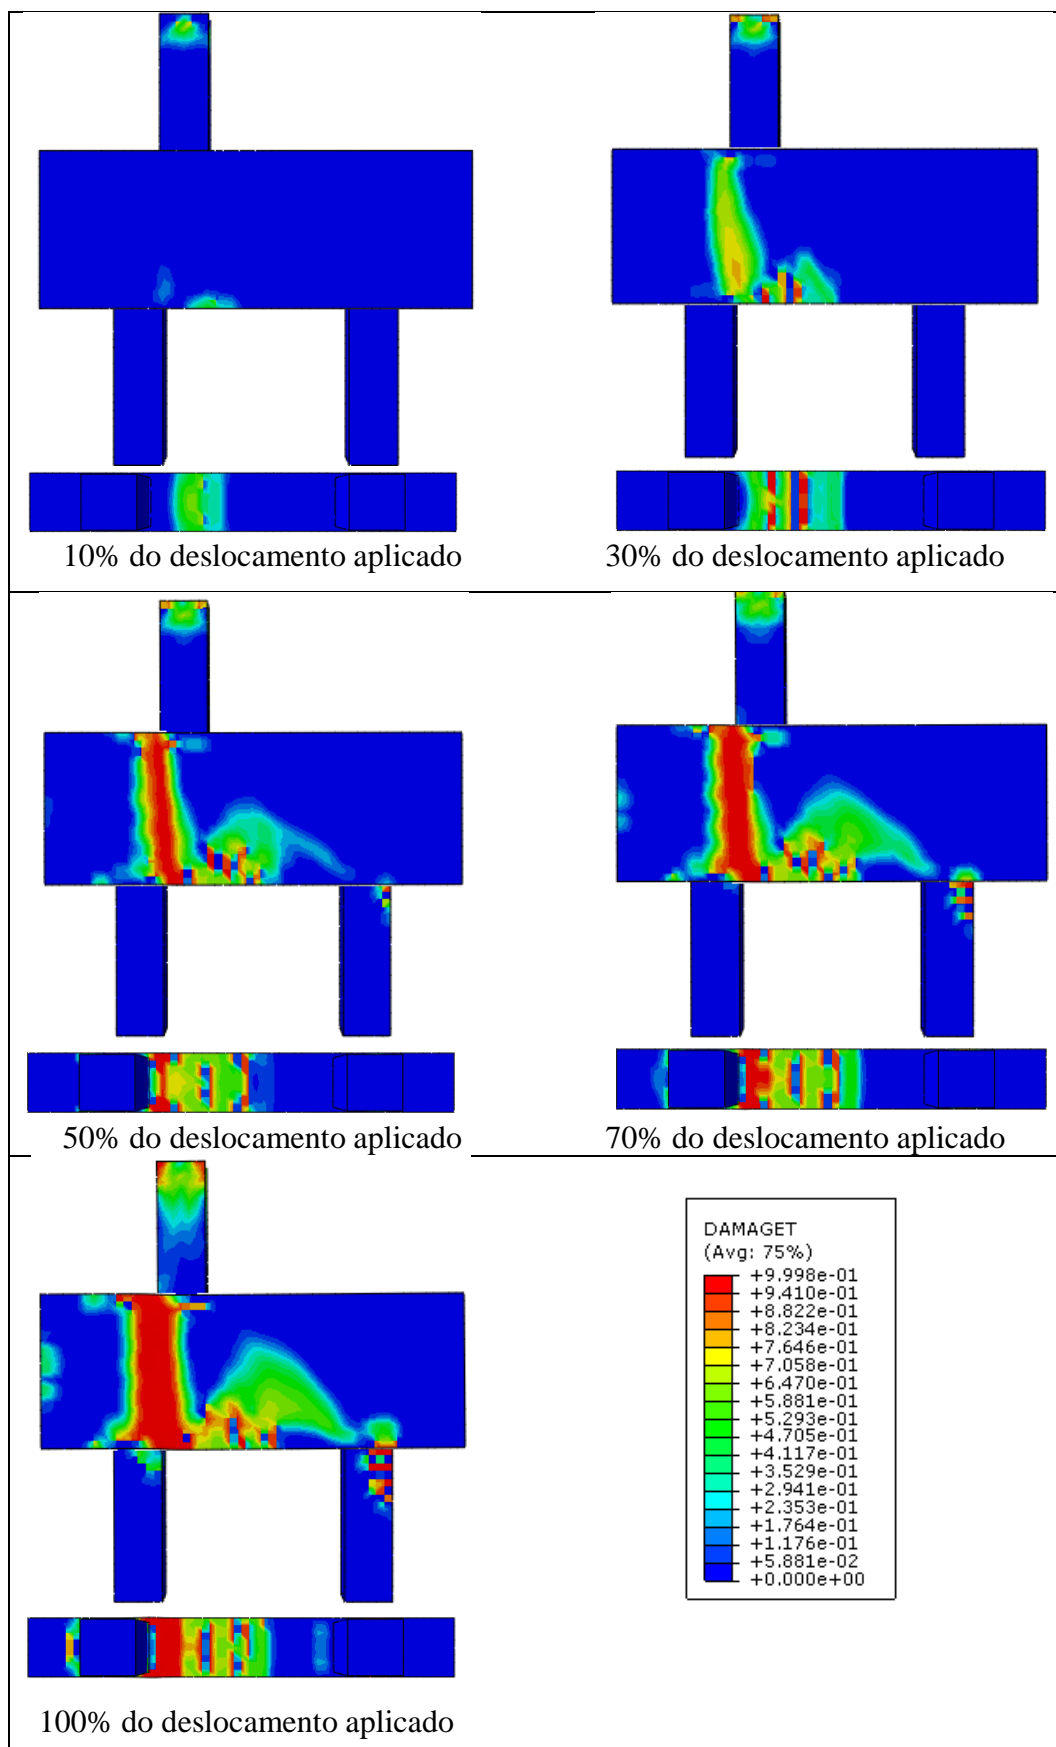 10% do deslocamento aplicado
30% do deslocamento aplicado
50% do deslocamento aplicado
70% do deslocamento aplicado
DAMAGET
(Avg: 75%)
+9.998e-01
+9.410e-01
+8.822e-01
+8.234e-01
+7.646e-01
+7.058e-01
+6.470e-01
+5.881e-01
+5.293e-01
+4.705e-01
+4.117e-01
+3.529e-01
+2.941e-01
+2.353e-01
+1.764e-01
+1.176e-01
+5.881e-02
+0.000e+00
100% do deslocamento aplicado